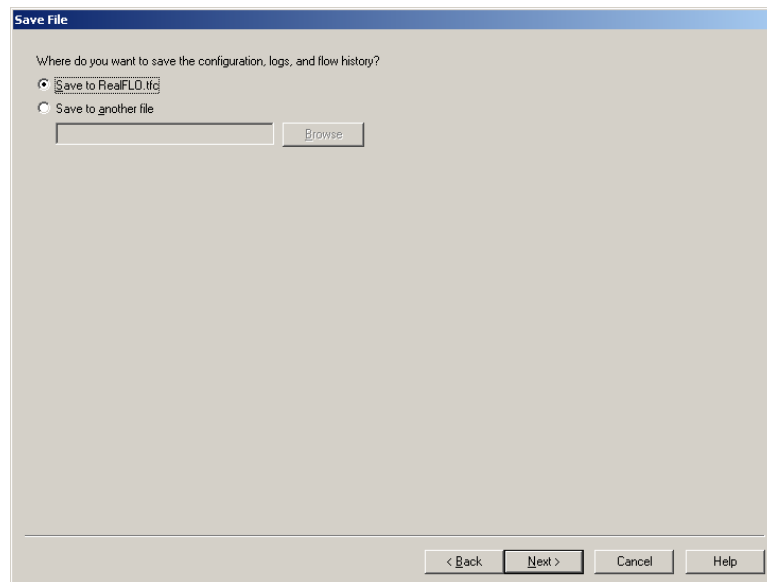 Save File
Where do you want to save the configuration, logs, and flow history?
Save to RealFLO.tfc
Save to another file
Browse
< Back
Next >
Cancel
Help